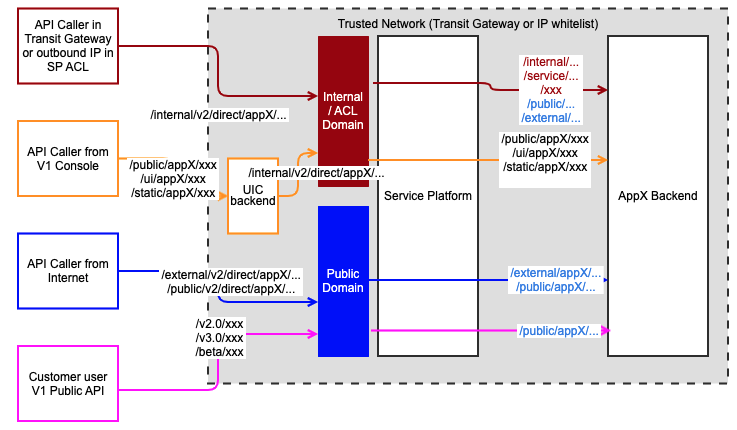 Trusted Network (Transit Gateway or IP whitelist)
API Caller in
Transit Gateway
or outbound IP in
SP ACL
/internal/v2/direct/appX/...
Internal
/ ACL
Domain
/internal/...
/service/...
/xxx
/public/...
/external/...
API Caller from
V1 Console
/public/appX/xxx
/ui/appX/xxx
/static/appX/xxx
UIC
backend
/internal/v2/direct/appX/...
Service Platform
/public/appX/xxx
/ui/appX/xxx
/static/appX/xxx
AppX Backend
API Caller from
Internet
/external/v2/direct/appX/...
/public/v2/direct/appX/...
Public
Domain
/external/appX/...
/public/appX/...
/v2.0/xxx
/v3.0/xxx
/beta/xxx
/public/appX/...
Customer user
V1 Public API